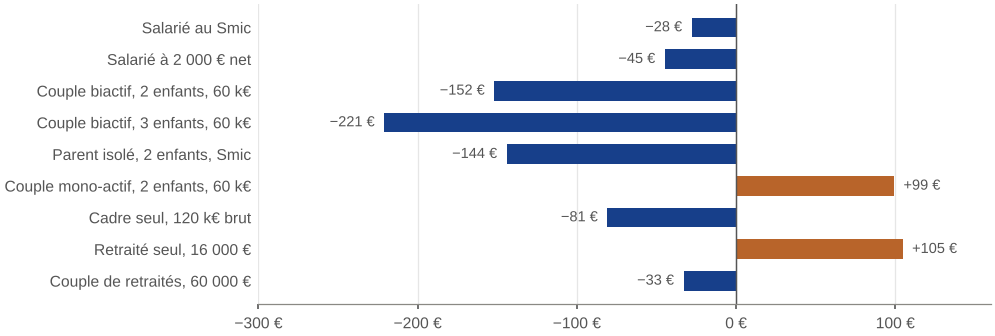 Salarié au Smic −28 €
Salarié à 2 000 € net −45 €
Couple biactif, 2 enfants, 60 k€ −152 €
Couple biactif, 3 enfants, 60 k€ −221 €
Parent isolé, 2 enfants, Smic −144 €
Couple mono-actif, 2 enfants, 60 k€ +99 €
Cadre seul, 120 k€ brut −81 €
Retraité seul, 16 000 € +105 €
Couple de retraités, 60 000 € −33 €
−300 € −200 € −100 € 0 € 100 €